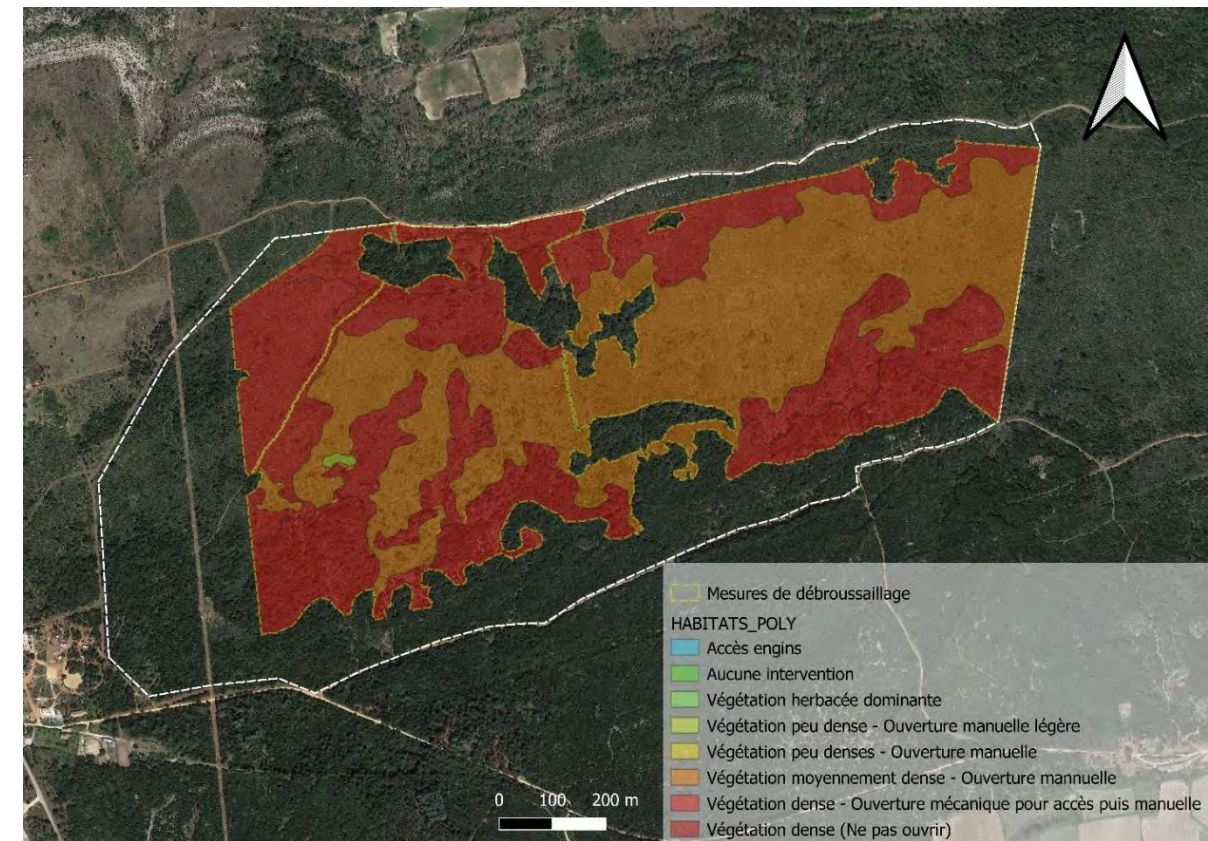 0 100 200 m
Mesures de débroussaillage
HABITATS_POLY
Accès engins
Aucune intervention
Végétation herbacée dominante
Végétation peu dense - Ouverture manuelle légère
Végétation peu denses - Ouverture manuelle
Végétation moyennement dense - Ouverture mannuelle
Végétation dense - Ouverture mécanique pour accès puis manuelle
Végétation dense (Ne pas ouvrir)